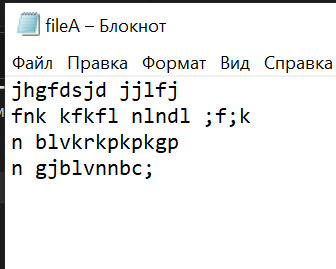 fileA – Блокнот
Файл Правка Формат Вид Справка
jhgfdsjd jjlfj
fnk kfkfl nlndl ;f;k
n blvkrkpkpkgp
n gjblvnnbc;